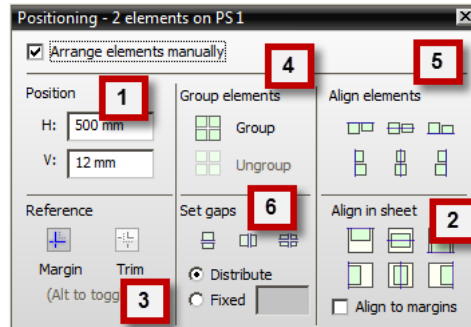 Positioning - 2 elements on PS1
Arrange elements manually
5
4
Position
1
Group elements
Align elements
H: 500 mm
Group
V: 12 mm
Ungroup
Reference
Set gaps
6
Align in sheet
2
Margin
Trim
Distribute
(Alt to togg
3
Fixed
Align to margins